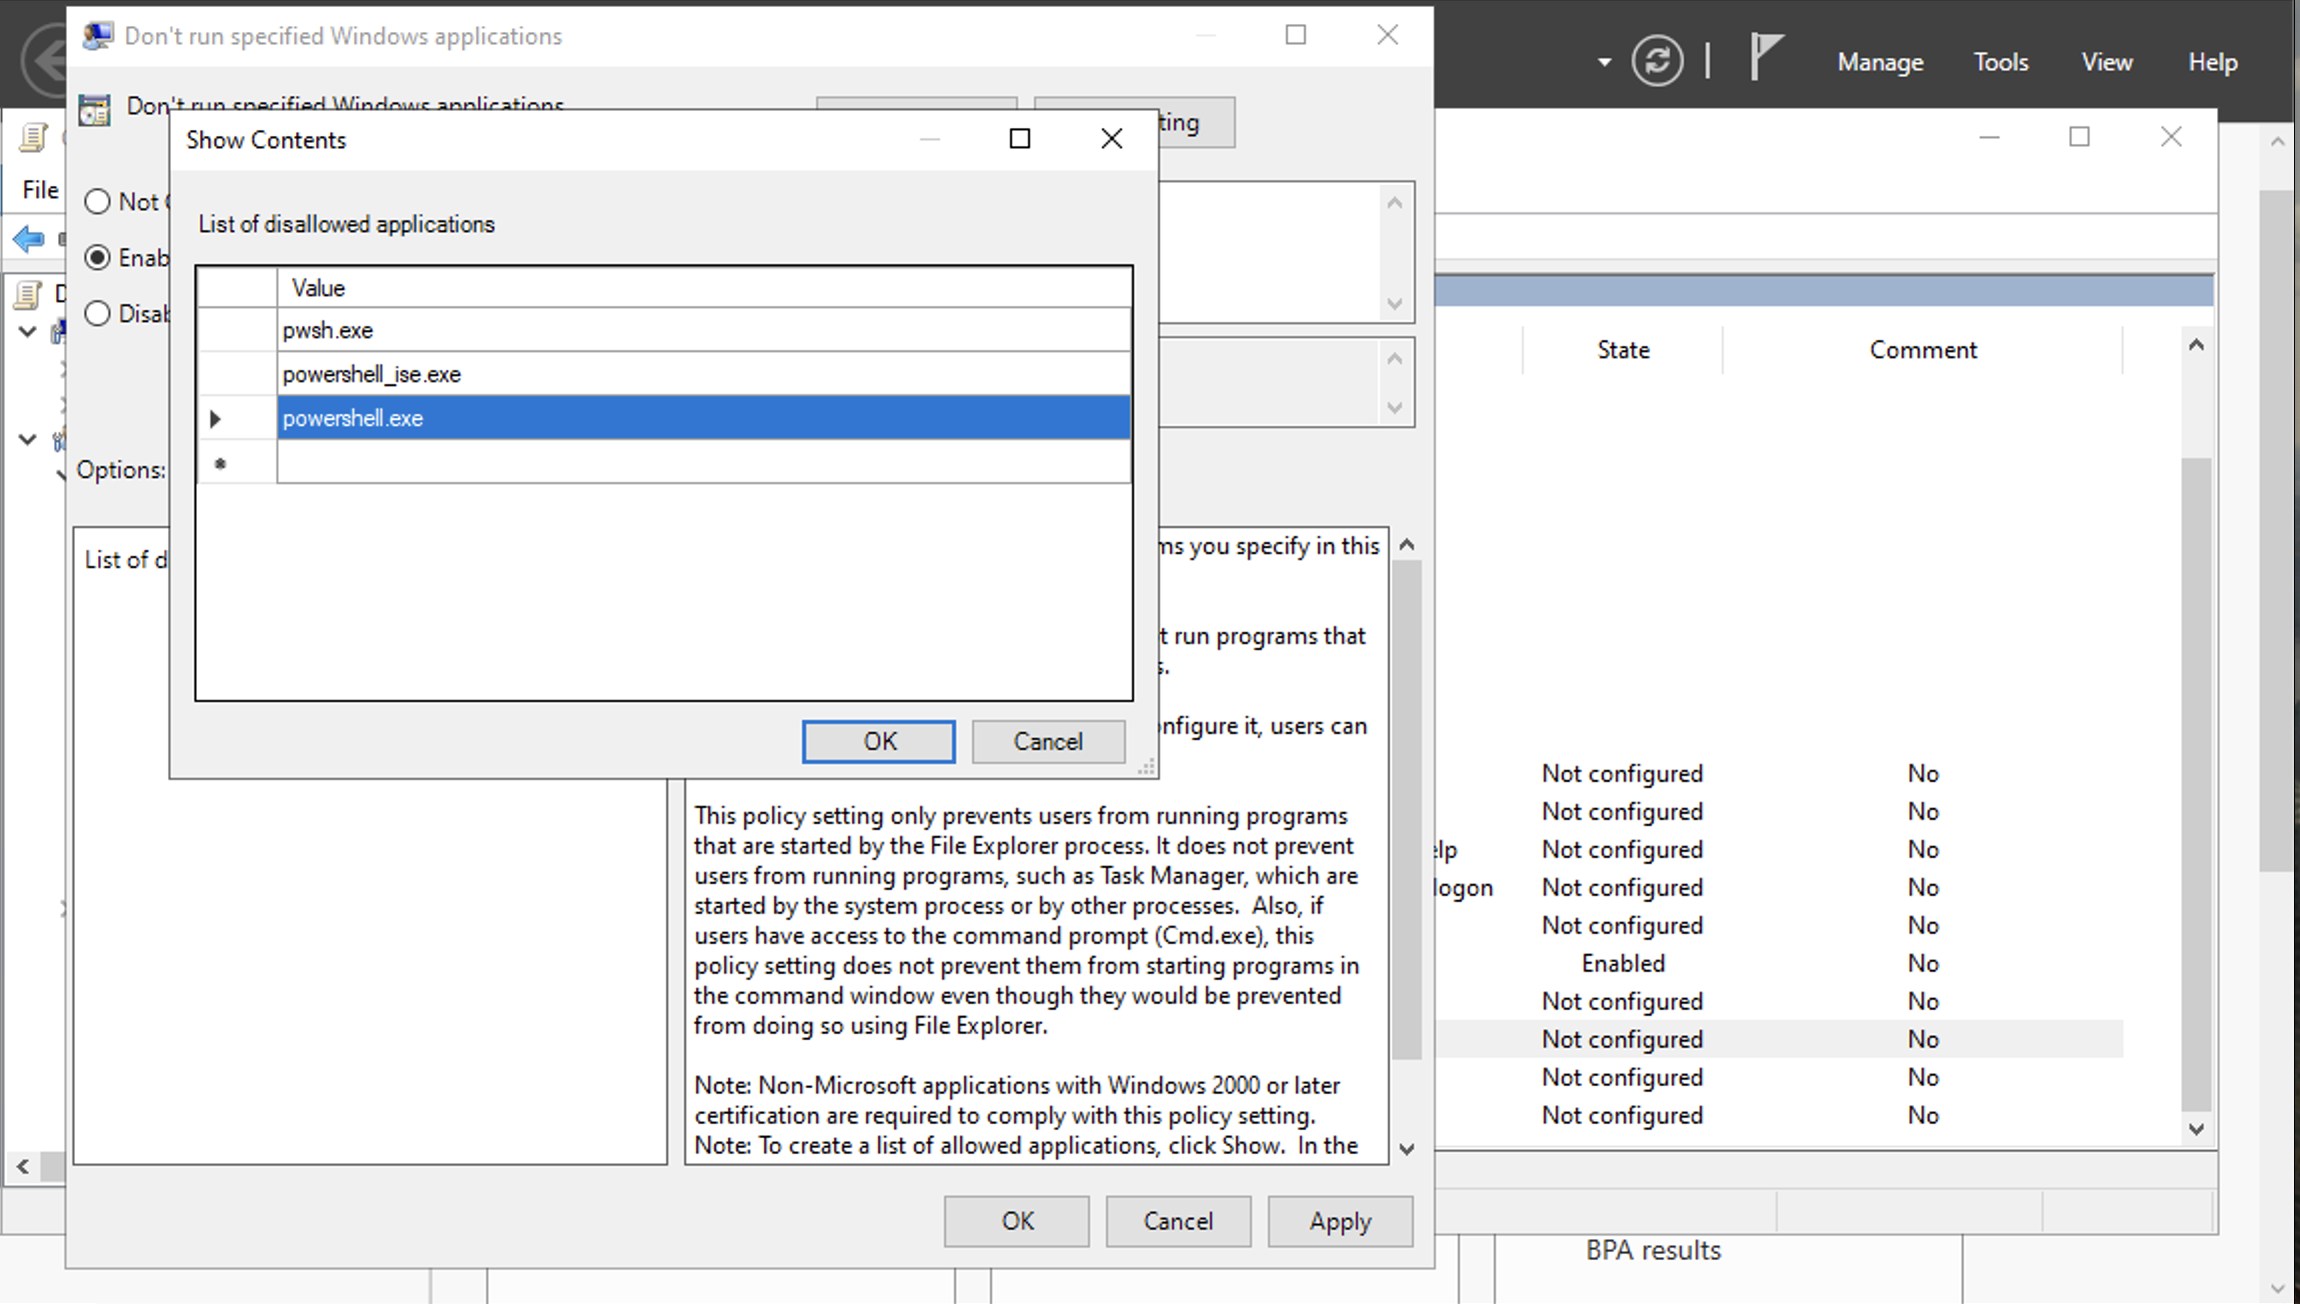 Don't run specified Windows applications
Manage
Tools
View
Help
Don't run specified Windows applications
ting
Show Contents
File
Not
Enab
Disab
List of disallowed applications
Value
pwsh.exe
powershell_ise.exe
powershell.exe
OK
Cancel
Options:
List of d
ms you specify in this
t run programs that
s.
nfigure it, users can
This policy setting only prevents users from running programs
that are started by the File Explorer process. It does not prevent
users from running programs, such as Task Manager, which are
started by the system process or by other processes.  Also, if
users have access to the command prompt (Cmd.exe), this
policy setting does not prevent them from starting programs in
the command window even though they would be prevented
from doing so using File Explorer.
Note: Non-Microsoft applications with Windows 2000 or later
certification are required to comply with this policy setting.
Note: To create a list of allowed applications, click Show.  In the
OK
Cancel
Apply
State
Comment
Not configured No
Not configured No
elp Not configured No
logon Not configured No
Not configured No
Enabled No
Not configured No
Not configured No
Not configured No
Not configured No
BPA results